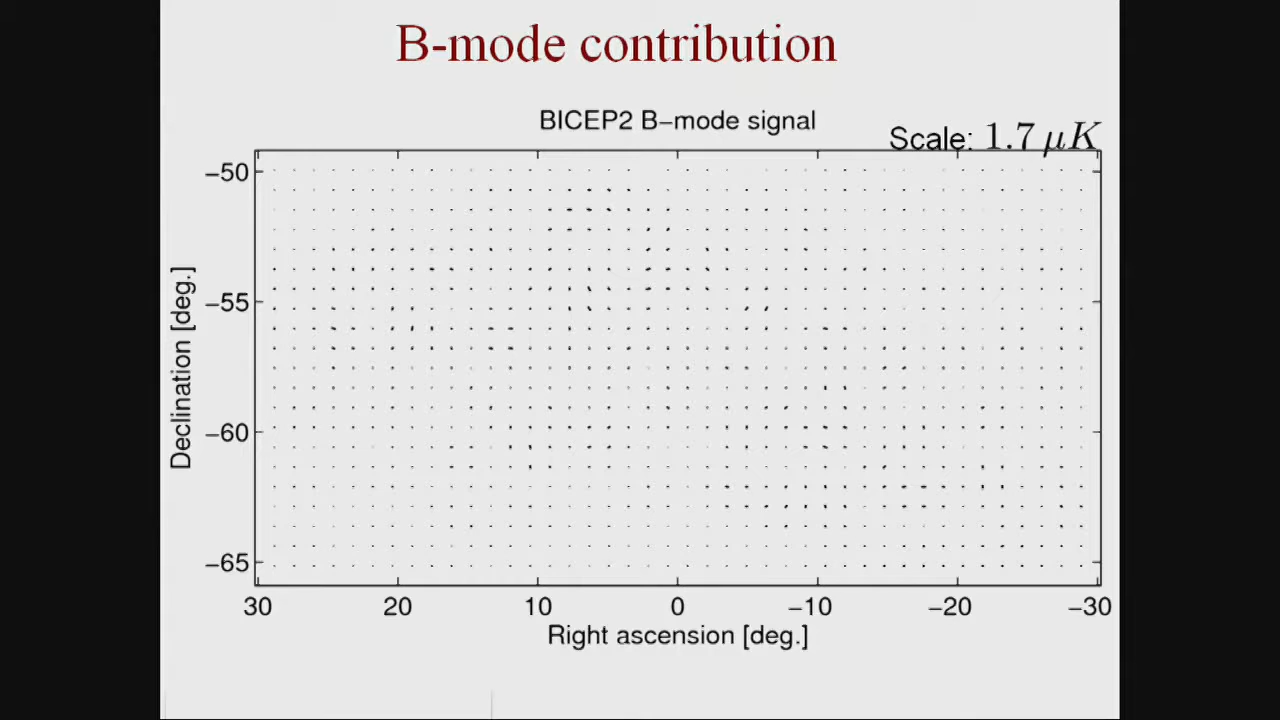 B-mode contribution
BICEP2 B−mode signal
Scale: 1.7 μK
−50
−55
−60
−65
Declination [deg.]
30 20 10 0 −10 −20 −30
Right ascension [deg.]